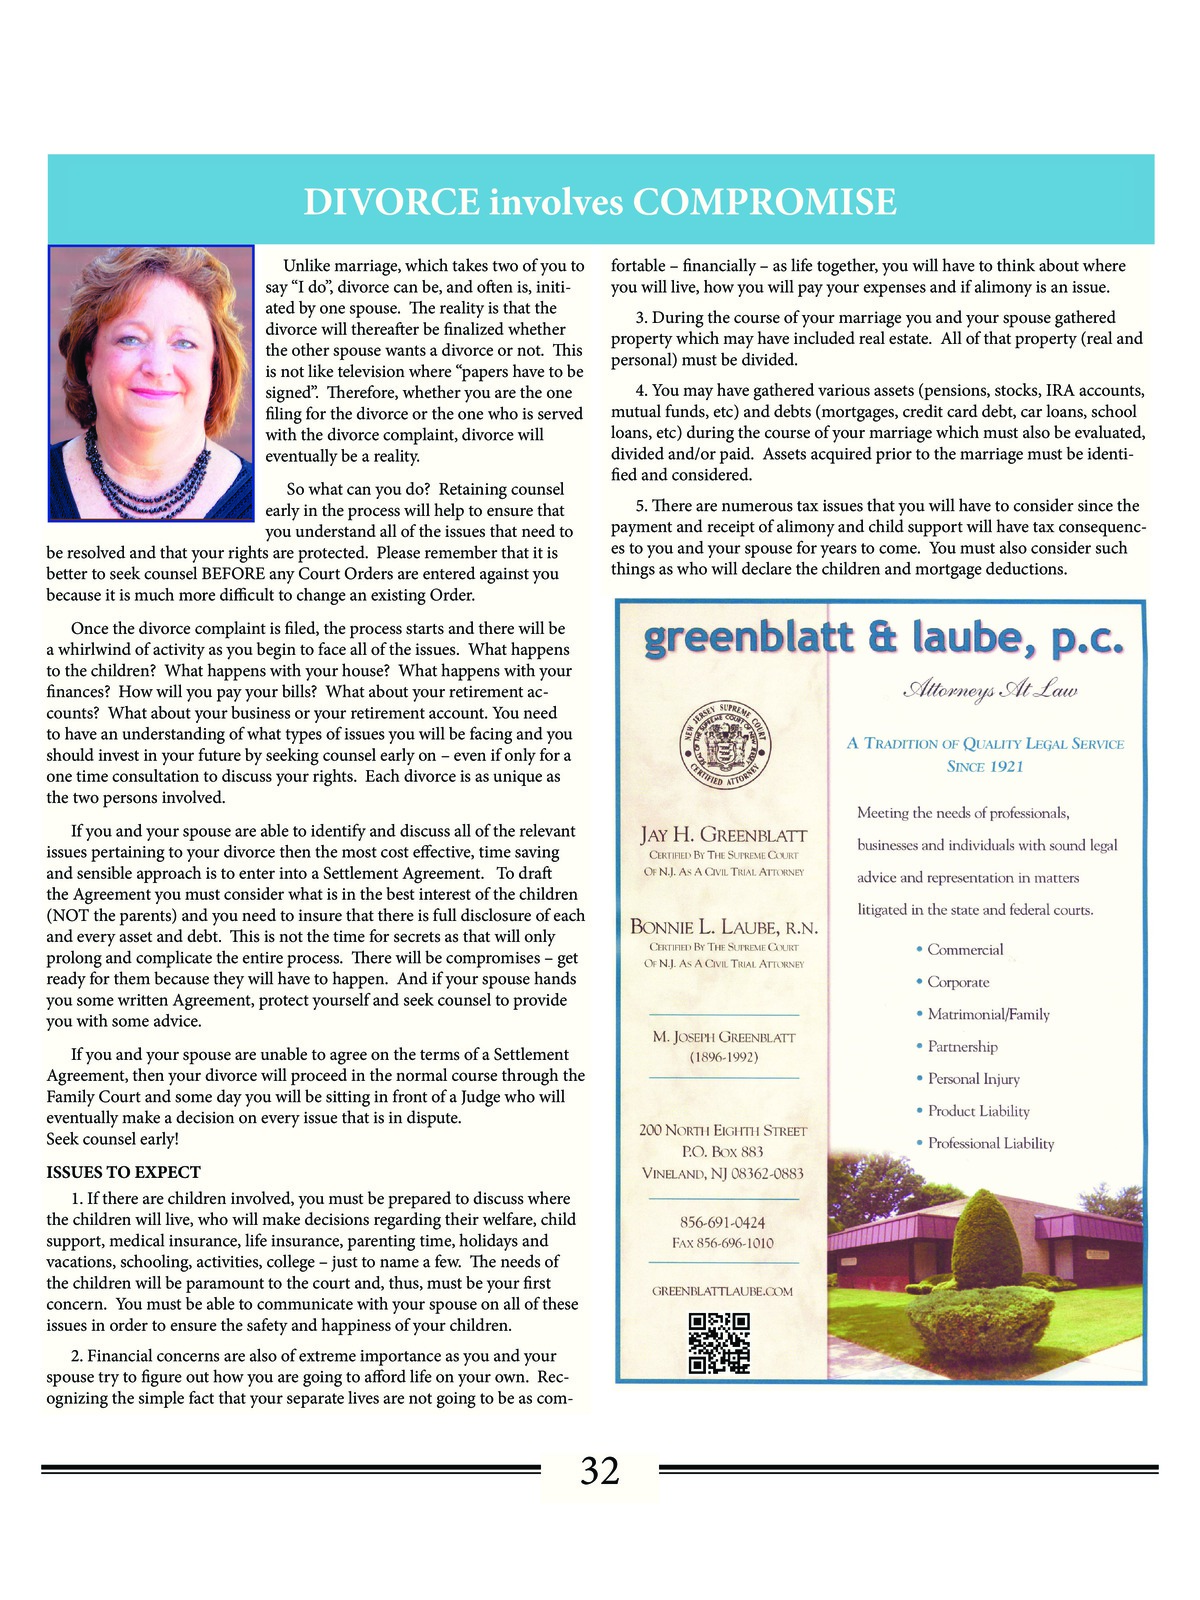 DIVORCE involves COMPROMISE
Unlike marriage, which takes two of you to
say “I do”, divorce can be, and often is, initi-
ated by one spouse.  The reality is that the
divorce will thereafter be finalized whether
the other spouse wants a divorce or not.  This
is not like television where “papers have to be
signed”.  Therefore, whether you are the one
filing for the divorce or the one who is served
with the divorce complaint, divorce will
eventually be a reality.
So what can you do?  Retaining counsel
early in the process will help to ensure that
you understand all of the issues that need to
be resolved and that your rights are protected.  Please remember that it is
better to seek counsel BEFORE any Court Orders are entered against you
because it is much more difficult to change an existing Order.
Once the divorce complaint is filed, the process starts and there will be
a whirlwind of activity as you begin to face all of the issues.  What happens
to the children?  What happens with your house?  What happens with your
finances?  How will you pay your bills?  What about your retirement ac-
counts?  What about your business or your retirement account. You need
to have an understanding of what types of issues you will be facing and you
should invest in your future by seeking counsel early on – even if only for a
one time consultation to discuss your rights.  Each divorce is as unique as
the two persons involved.
If you and your spouse are able to identify and discuss all of the relevant
issues pertaining to your divorce then the most cost effective, time saving
and sensible approach is to enter into a Settlement Agreement.   To draft
the Agreement you must consider what is in the best interest of the children
(NOT the parents) and you need to insure that there is full disclosure of each
and every asset and debt.  This is not the time for secrets as that will only
prolong and complicate the entire process.  There will be compromises – get
ready for them because they will have to happen.  And if your spouse hands
you some written Agreement, protect yourself and seek counsel to provide
you with some advice.
If you and your spouse are unable to agree on the terms of a Settlement
Agreement, then your divorce will proceed in the normal course through the
Family Court and some day you will be sitting in front of a Judge who will
eventually make a decision on every issue that is in dispute.
Seek counsel early!
ISSUES TO EXPECT
1. If there are children involved, you must be prepared to discuss where
the children will live, who will make decisions regarding their welfare, child
support, medical insurance, life insurance, parenting time, holidays and
vacations, schooling, activities, college – just to name a few.  The needs of
the children will be paramount to the court and, thus, must be your first
concern.  You must be able to communicate with your spouse on all of these
issues in order to ensure the safety and happiness of your children.
2. Financial concerns are also of extreme importance as you and your
spouse try to figure out how you are going to afford life on your own.  Rec-
ognizing the simple fact that your separate lives are not going to be as com-
fortable – financially – as life together, you will have to think about where
you will live, how you will pay your expenses and if alimony is an issue.
3. During the course of your marriage you and your spouse gathered
property which may have included real estate.  All of that property (real and
personal) must be divided.
4. You may have gathered various assets (pensions, stocks, IRA accounts,
mutual funds, etc) and debts (mortgages, credit card debt, car loans, school
loans, etc) during the course of your marriage which must also be evaluated,
divided and/or paid.  Assets acquired prior to the marriage must be identi-
fied and considered.
5. There are numerous tax issues that you will have to consider since the
payment and receipt of alimony and child support will have tax consequenc-
es to you and your spouse for years to come.  You must also consider such
things as who will declare the children and mortgage deductions.
greenblatt & laube, p.c.
Attorneys At Law
NEW JERSEY SUPREME COURT
CERTIFIED ATTORNEY
JAY H. GREENBLATT
CERTIFIED BY THE SUPREME COURT
OF N.J. AS A CIVIL TRIAL ATTORNEY
BONNIE L. LAUBE, R.N.
CERTIFIED BY THE SUPREME COURT
OF N.J. AS A CIVIL TRIAL ATTORNEY
M. JOSEPH GREENBLATT
(1896-1992)
200 NORTH EIGHTH STREET
P.O. BOX 883
VINELAND, NJ 08362-0883
856-691-0424
FAX 856-696-1010
GREENBLATTLAUBE.COM
A TRADITION OF QUALITY LEGAL SERVICE
SINCE 1921
Meeting the needs of professionals,
businesses and individuals with sound legal
advice and representation in matters
litigated in the state and federal courts.
• Commercial
• Corporate
• Matrimonial/Family
• Partnership
• Personal Injury
• Product Liability
• Professional Liability
32